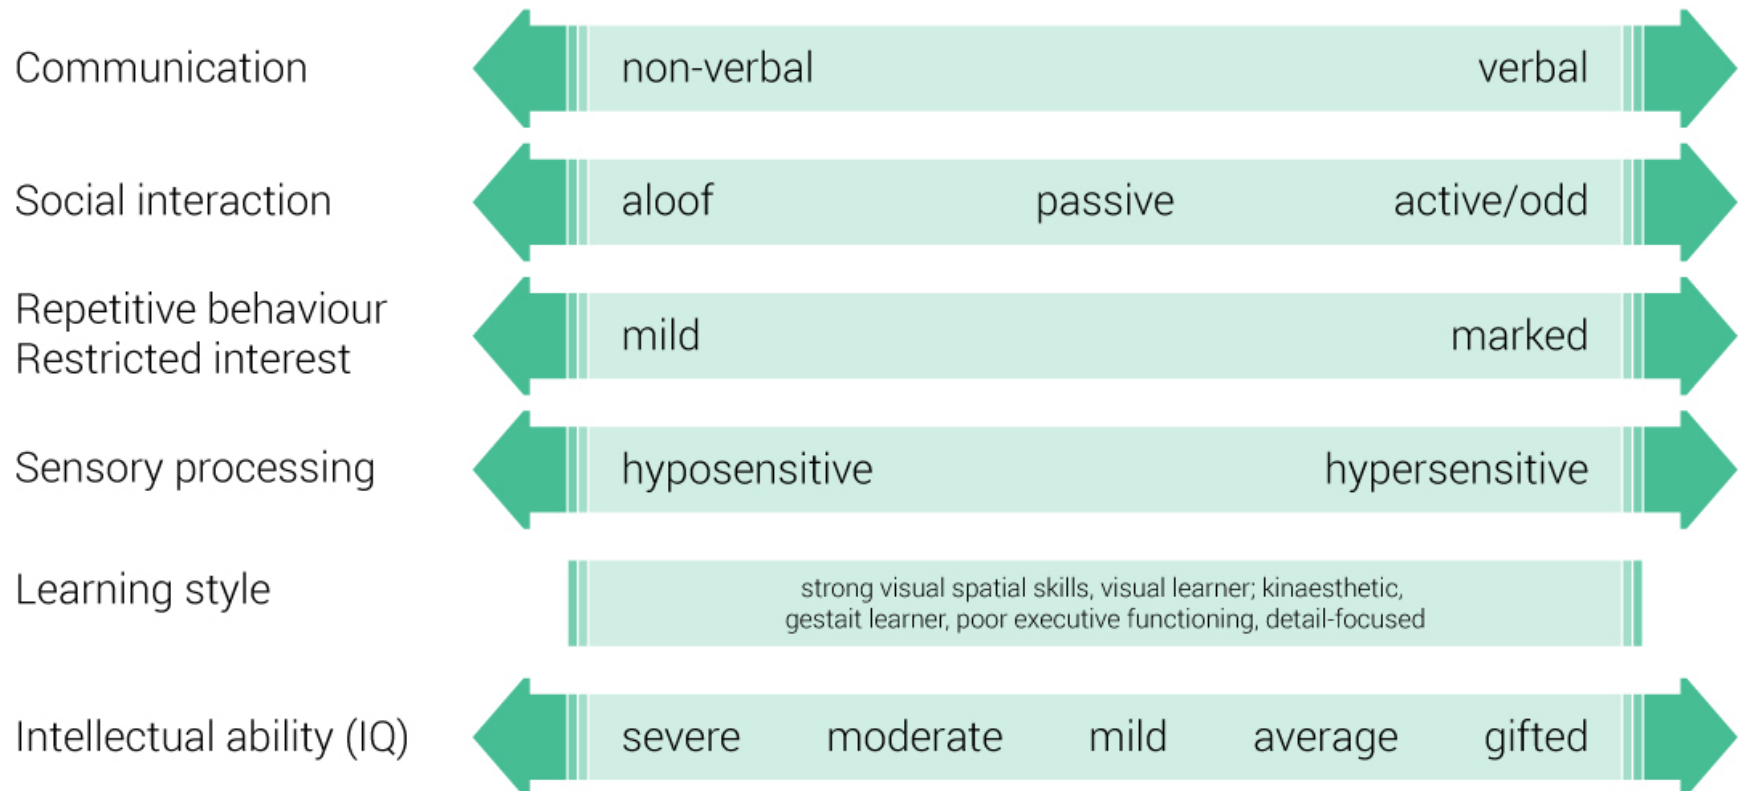 Communication
non-verbal verbal
Social interaction
aloof passive active/odd
Repetitive behaviour
Restricted interest
mild marked
Sensory processing
hyposensitive hypersensitive
Learning style
strong visual spatial skills, visual learner; kinaesthetic,
gestait learner, poor executive functioning, detail-focused
Intellectual ability (IQ)
severe moderate mild average gifted